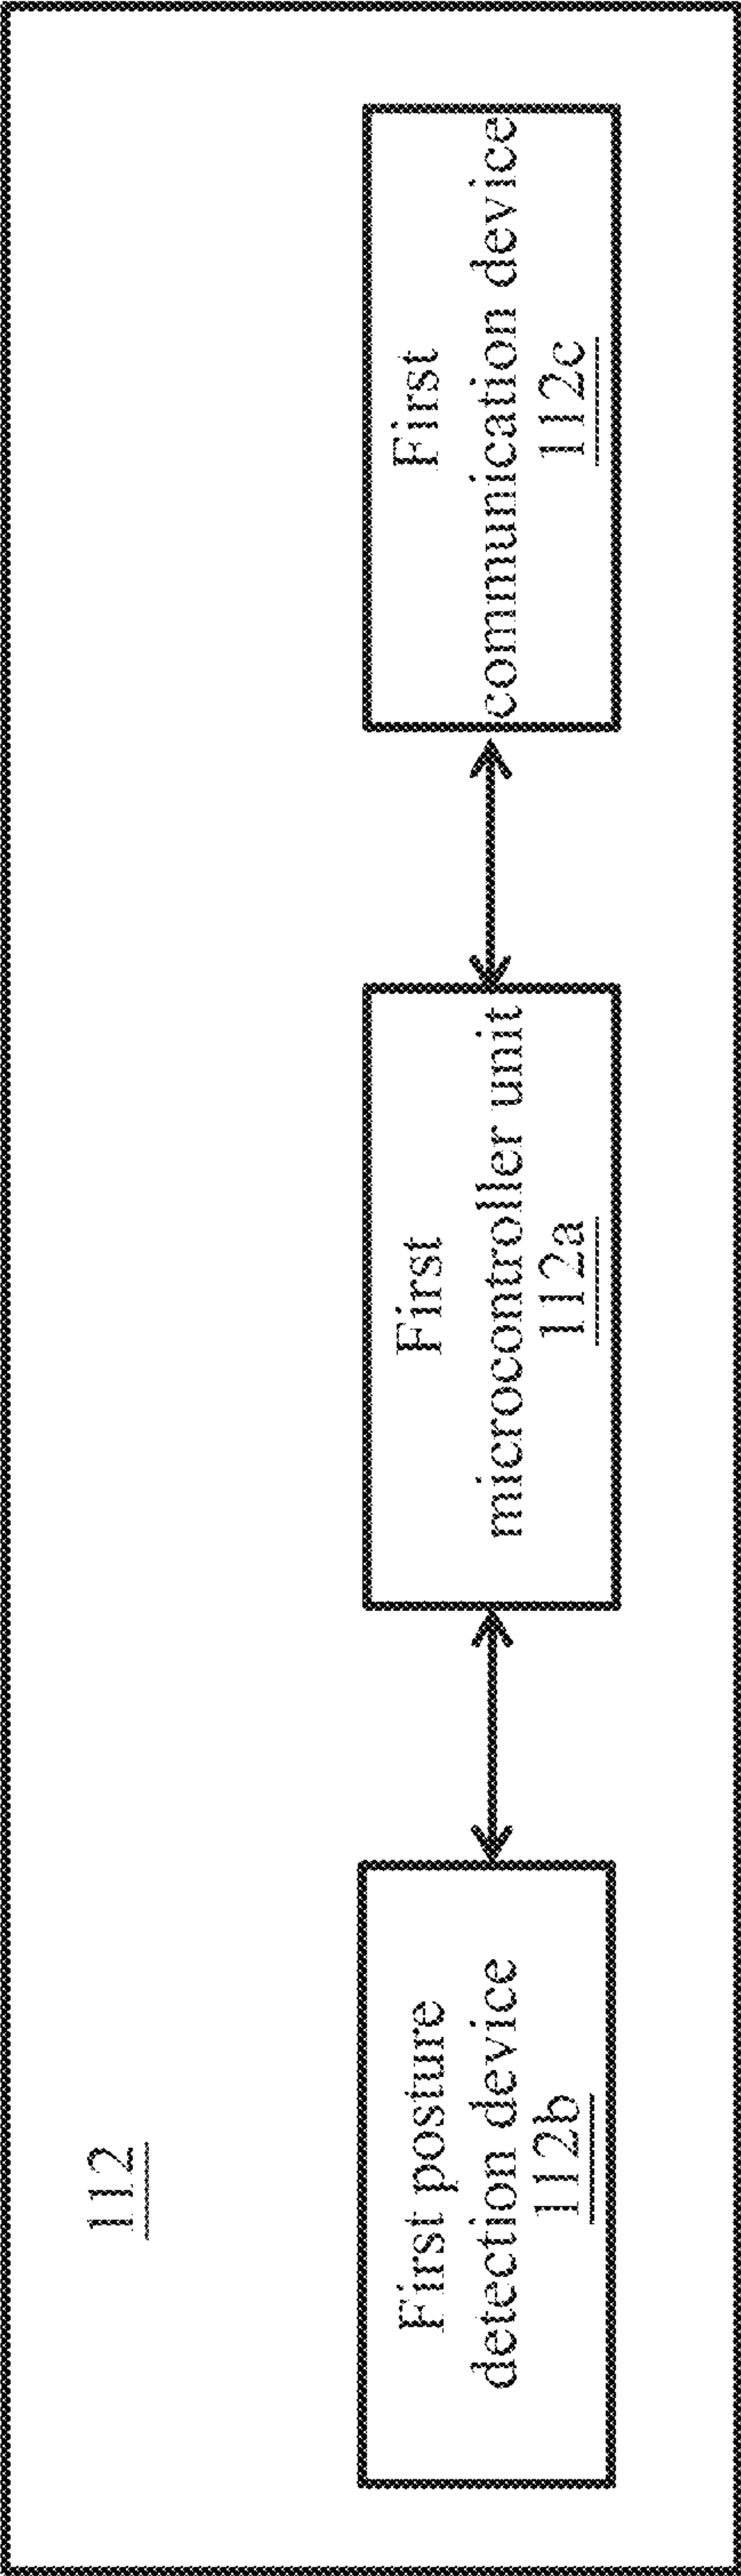 112
First posture
detection device
112b
First
microcontroller unit
112a
First
communication device
112c